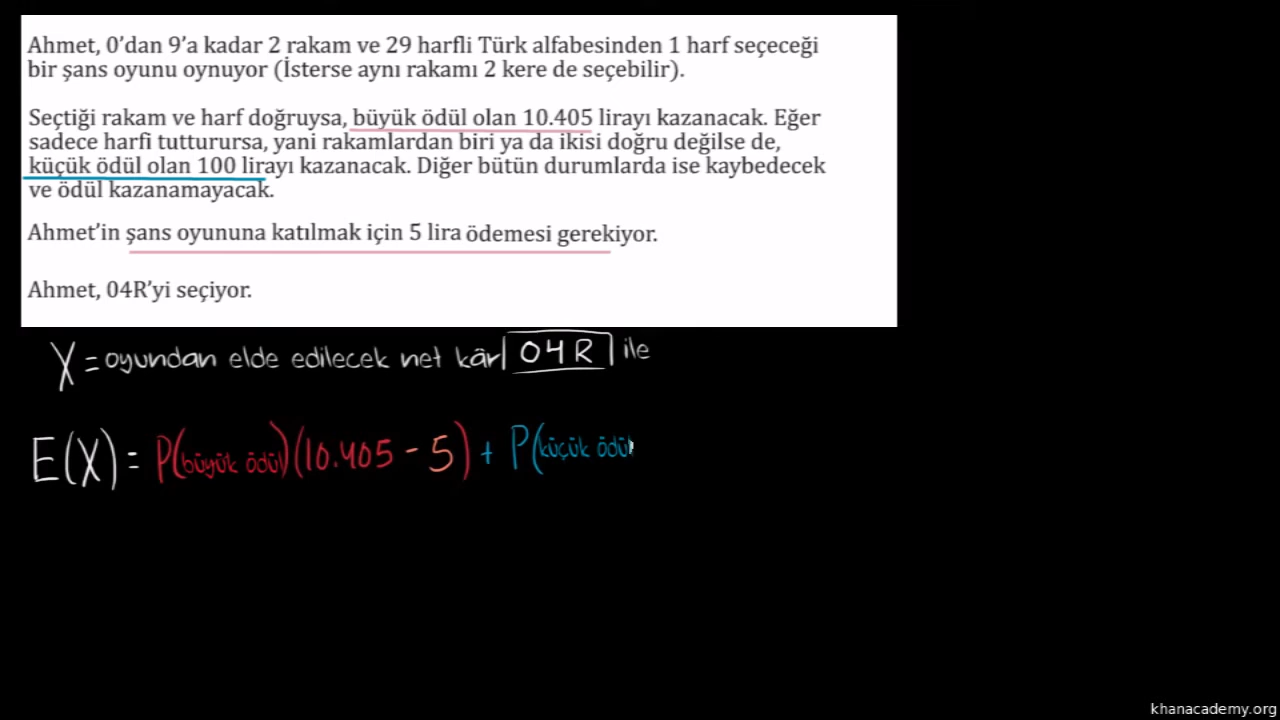 Ahmet, 0’dan 9’a kadar 2 rakam ve 29 harfli Türk alfabesinden 1 harf seçeceği
bir şans oyunu oynuyor (İsterse aynı rakamı 2 kere de seçebilir).
Seçtiği rakam ve harf doğruysa, büyük ödül olan 10.405 lirayı kazanacak. Eğer
sadece harfi tutturursa, yani rakamlardan biri ya da ikisi doğru değilse de,
küçük ödül olan 100 lirayı kazanacak. Diğer bütün durumlarda ise kaybedecek
ve ödül kazanamayacak.
Ahmet’in şans oyununa katılmak için 5 lira ödemesi gerekiyor.
Ahmet, 04R’yi seçiyor.
X = oyundan elde edilecek net kâr 04R ile
E(X) = P(büyük ödül)(10.405 - 5) + P(küçük ödül
khanacademy.org